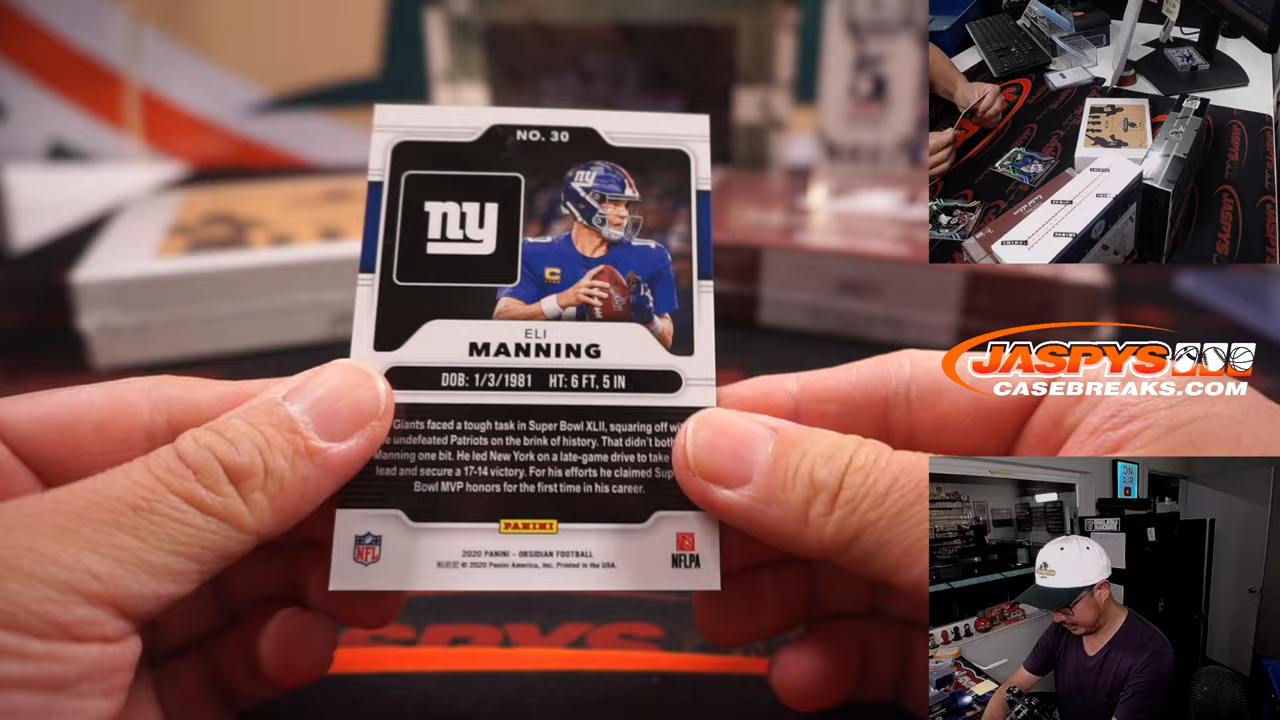 NO. 30
ny
ELI
MANNING
DOB: 1/3/1981 HT: 6 FT, 5 IN
Giants faced a tough task in Super Bowl XLII, squaring off
undefeated Patriots on the brink of history. That didn't
Manning one bit. He led New York on a late-game drive to take
lead and secure a 17-14 victory. For his efforts he claimed
Bowl MVP honors for the first time in his career.
PANINI
NFL
NFLPA
2020 PANINI – OBSIDIAN FOOTBALL
© 2020 Panini America, Inc. Printed in the USA.
JASPYS
CASEBREAKS.COM
ON
AIR